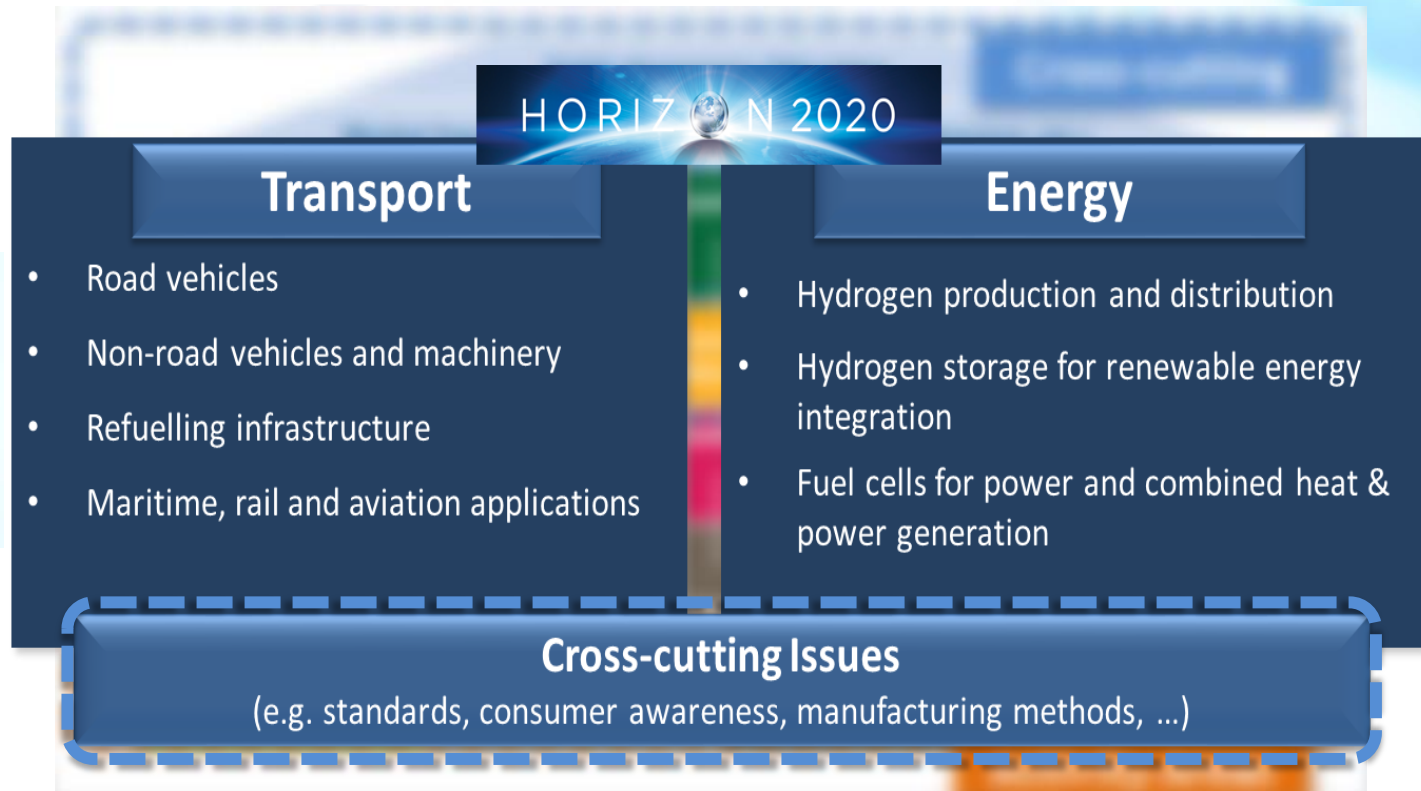 Cross-cutting
HORIZON 2020
Transport
Energy
• Road vehicles
• Non-road vehicles and machinery
• Refuelling infrastructure
• Maritime, rail and aviation applications
• Hydrogen production and distribution
• Hydrogen storage for renewable energy
integration
• Fuel cells for power and combined heat &
power generation
Cross-cutting Issues
(e.g. standards, consumer awareness, manufacturing methods, ...)